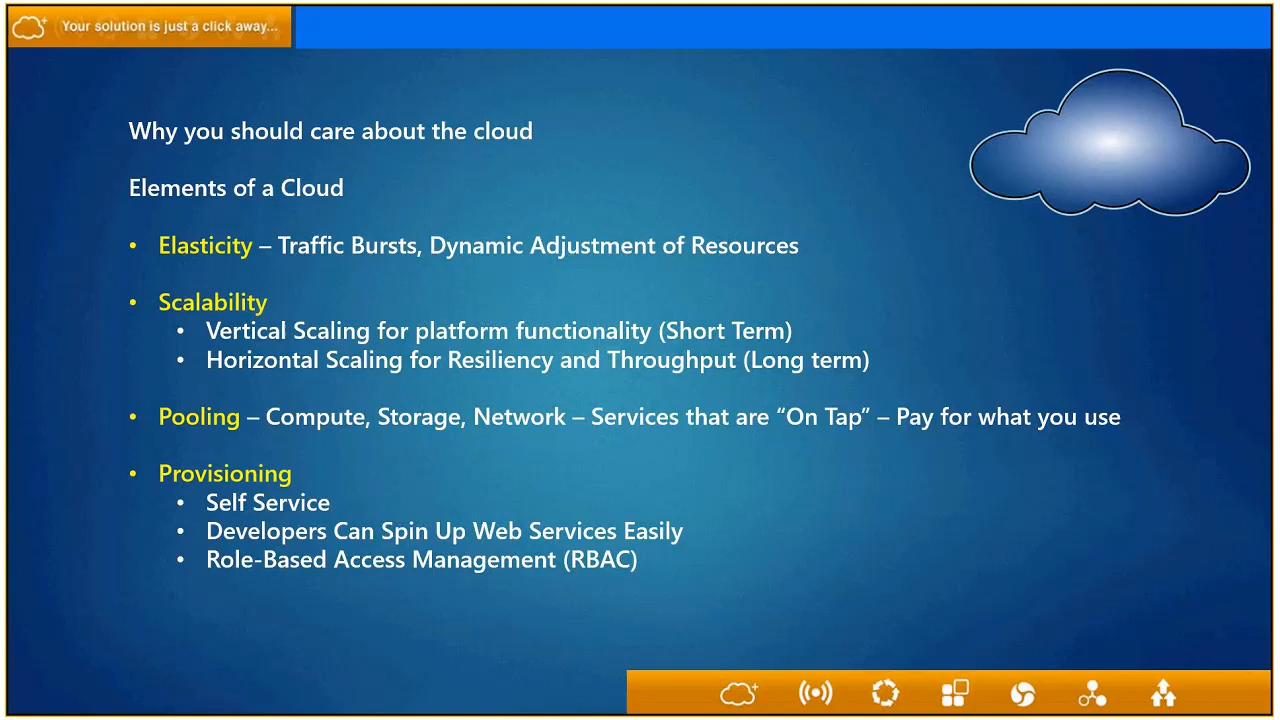 Your solution is just a click away...
Why you should care about the cloud
Elements of a Cloud
• Elasticity – Traffic Bursts, Dynamic Adjustment of Resources
• Scalability
• Vertical Scaling for platform functionality (Short Term)
• Horizontal Scaling for Resiliency and Throughput (Long term)
• Pooling – Compute, Storage, Network – Services that are “On Tap” – Pay for what you use
• Provisioning
• Self Service
• Developers Can Spin Up Web Services Easily
• Role-Based Access Management (RBAC)